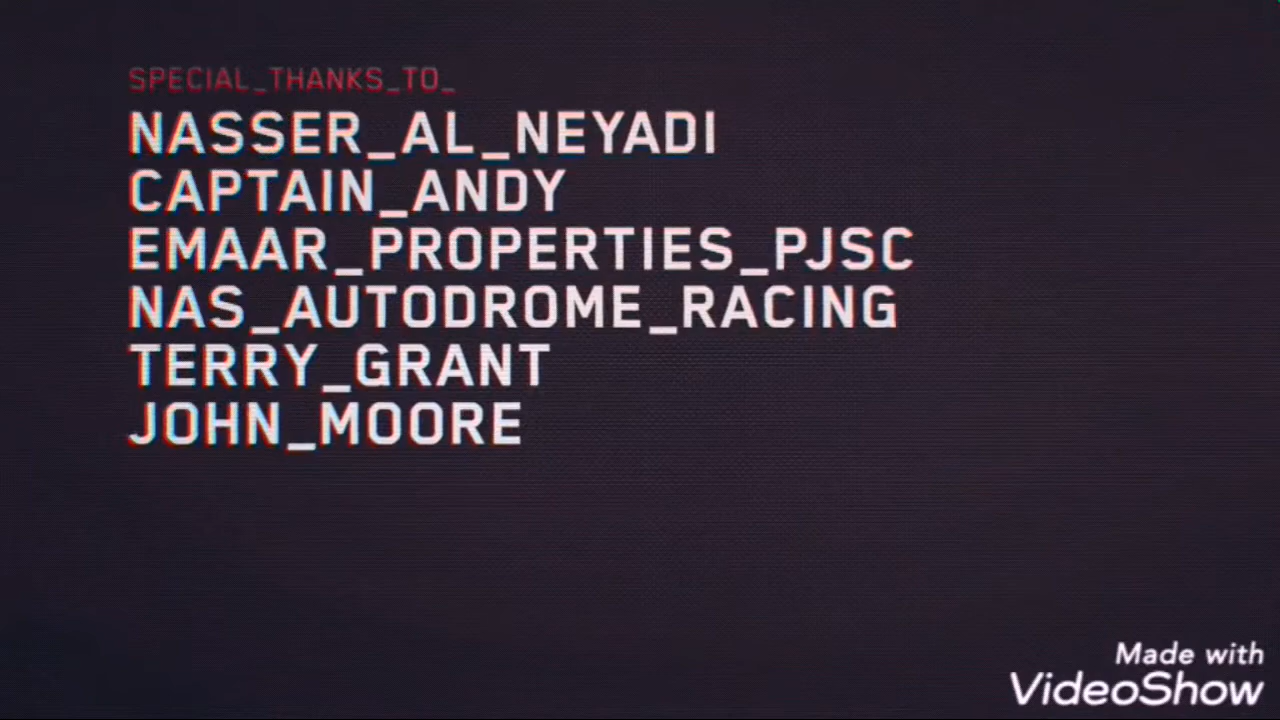 SPECIAL_THANKS_TO_
NASSER_AL_NEYADI
CAPTAIN_ANDY
EMAAR_PROPERTIES_PJSC
NAS_AUTODROME_RACING
TERRY_GRANT
JOHN_MOORE
Made with
VideoShow